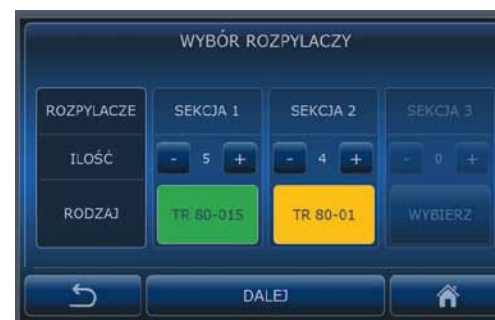 WYBÓR ROZPYLACZY
ROZPYLACZE SEKCJA 1 SEKCJA 2 SEKCJA 3
ILOŚĆ - 5 + - 4 + - 0 +
RODZAJ TR 80-015 TR 80-01 WYBIERZ
DALEJ